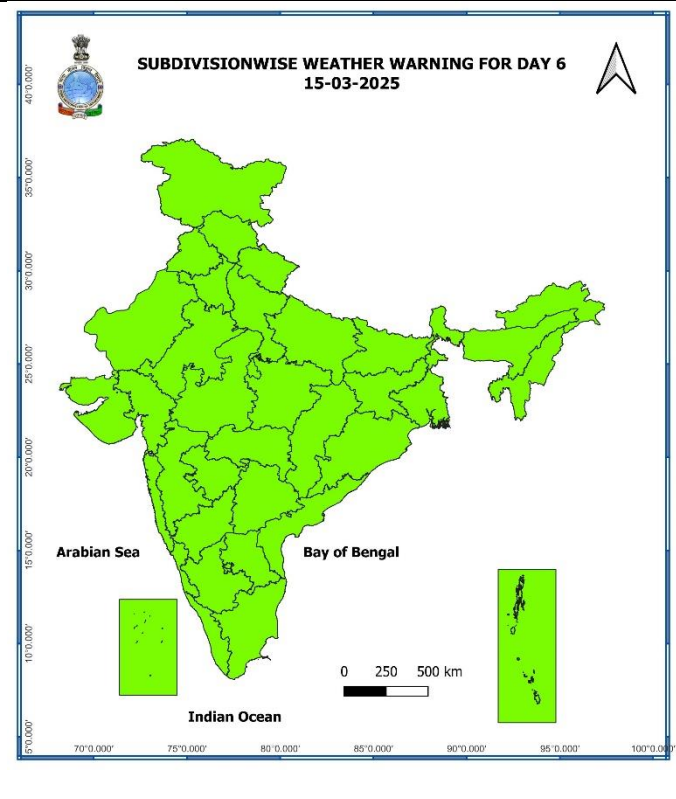 SUBDIVISIONWISE WEATHER WARNING FOR DAY 6
15-03-2025
40°0.000'
35°0.000'
30°0.000'
25°0.000'
20°0.000'
15°0.000'
10°0.000'
5°0.000'
Arabian Sea
Bay of Bengal
0 250 500 km
Indian Ocean
70°0.000' 75°0.000' 80°0.000' 85°0.000' 90°0.000' 95°0.000' 100°0.000'